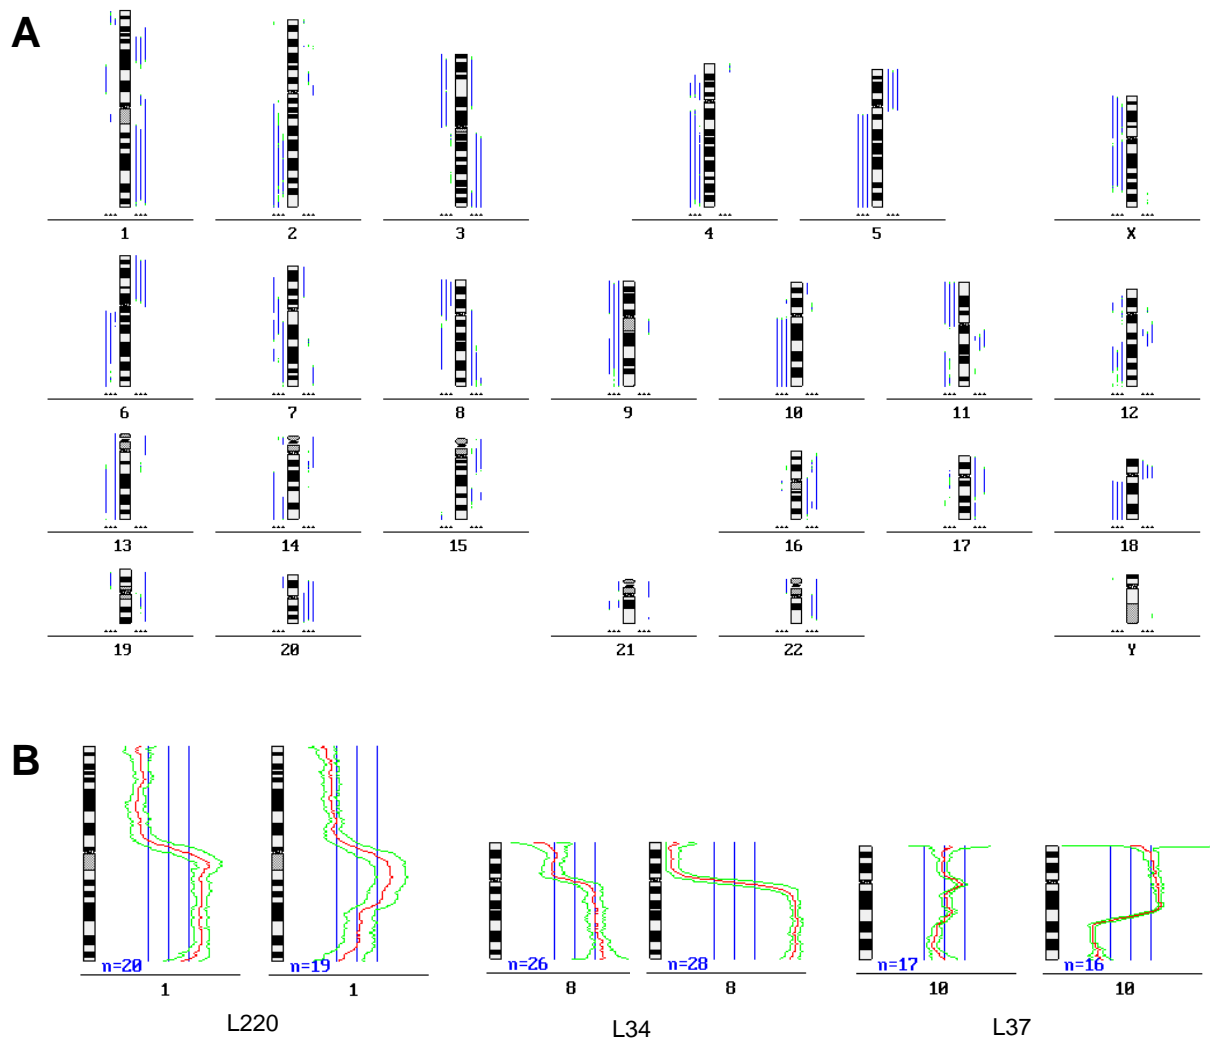 A
1 2 3 4 5 X
6 7 8 9 10 11 12
13 14 15 16 17 18
19 20 21 22 Y
B
n=20 n=19 n=26 n=28 n=17 n=16
1 1 8 8 10 10
L220 L34 L37